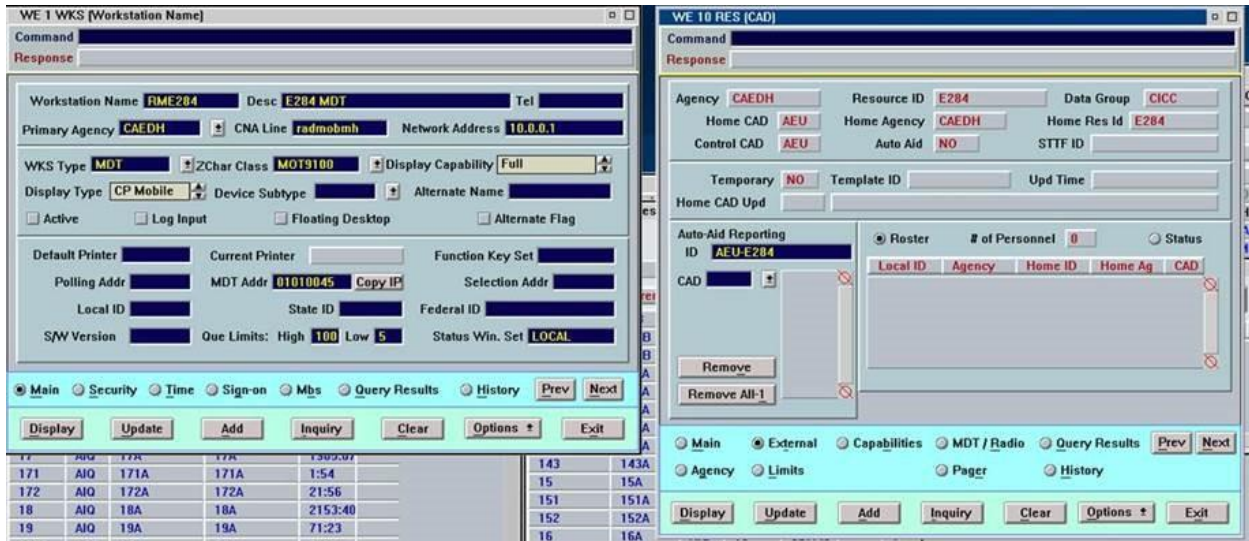 WE 1 WKS (Workstation Name)
Command
Response
Workstation Name RME284 Desc E284 MDT Tel
Primary Agency CAEDH CNA Line radmobmh Network Address 10.0.0.1
WKS Type MDT ZChar Class MOT9100 Display Capability Full
Display Type CP Mobile Device Subtype Alternate Name
Active Log Input Floating Desktop Alternate Flag
Default Printer Current Printer Function Key Set
Polling Addr MDT Addr 01010045 Copy IP Selection Addr
Local ID State ID Federal ID
S/W Version Que Limits: High 100 Low 5 Status Win. Set LOCAL
Main Security Time Sign-on Mbs Query Results History Prev Next
Display Update Add Inquiry Clear Options Exit
17 AIQ 17A 17A 1305:07
171 AIQ 171A 171A 1:54
172 AIQ 172A 172A 21:56
18 AIQ 18A 18A 2153:40
19 AIQ 19A 19A 71:23
143 143A
15 15A
151 151A
152 152A
16 16A
WE 10 RES (CAD)
Command
Response
Agency CAEDH Resource ID E284 Data Group CICC
Home CAD AEU Home Agency CAEDH Home Res Id E284
Control CAD AEU Auto Aid NO STTF ID
Temporary NO Template ID Upd Time
Home CAD Upd
Auto-Aid Reporting
ID AEU-E284
CAD
Remove
Remove All-1
Roster # of Personnel 0 Status
Local ID Agency Home ID Home Ag CAD
Main External Capabilities MDT / Radio Query Results Prev Next
Agency Limits Pager History
Display Update Add Inquiry Clear Options Exit